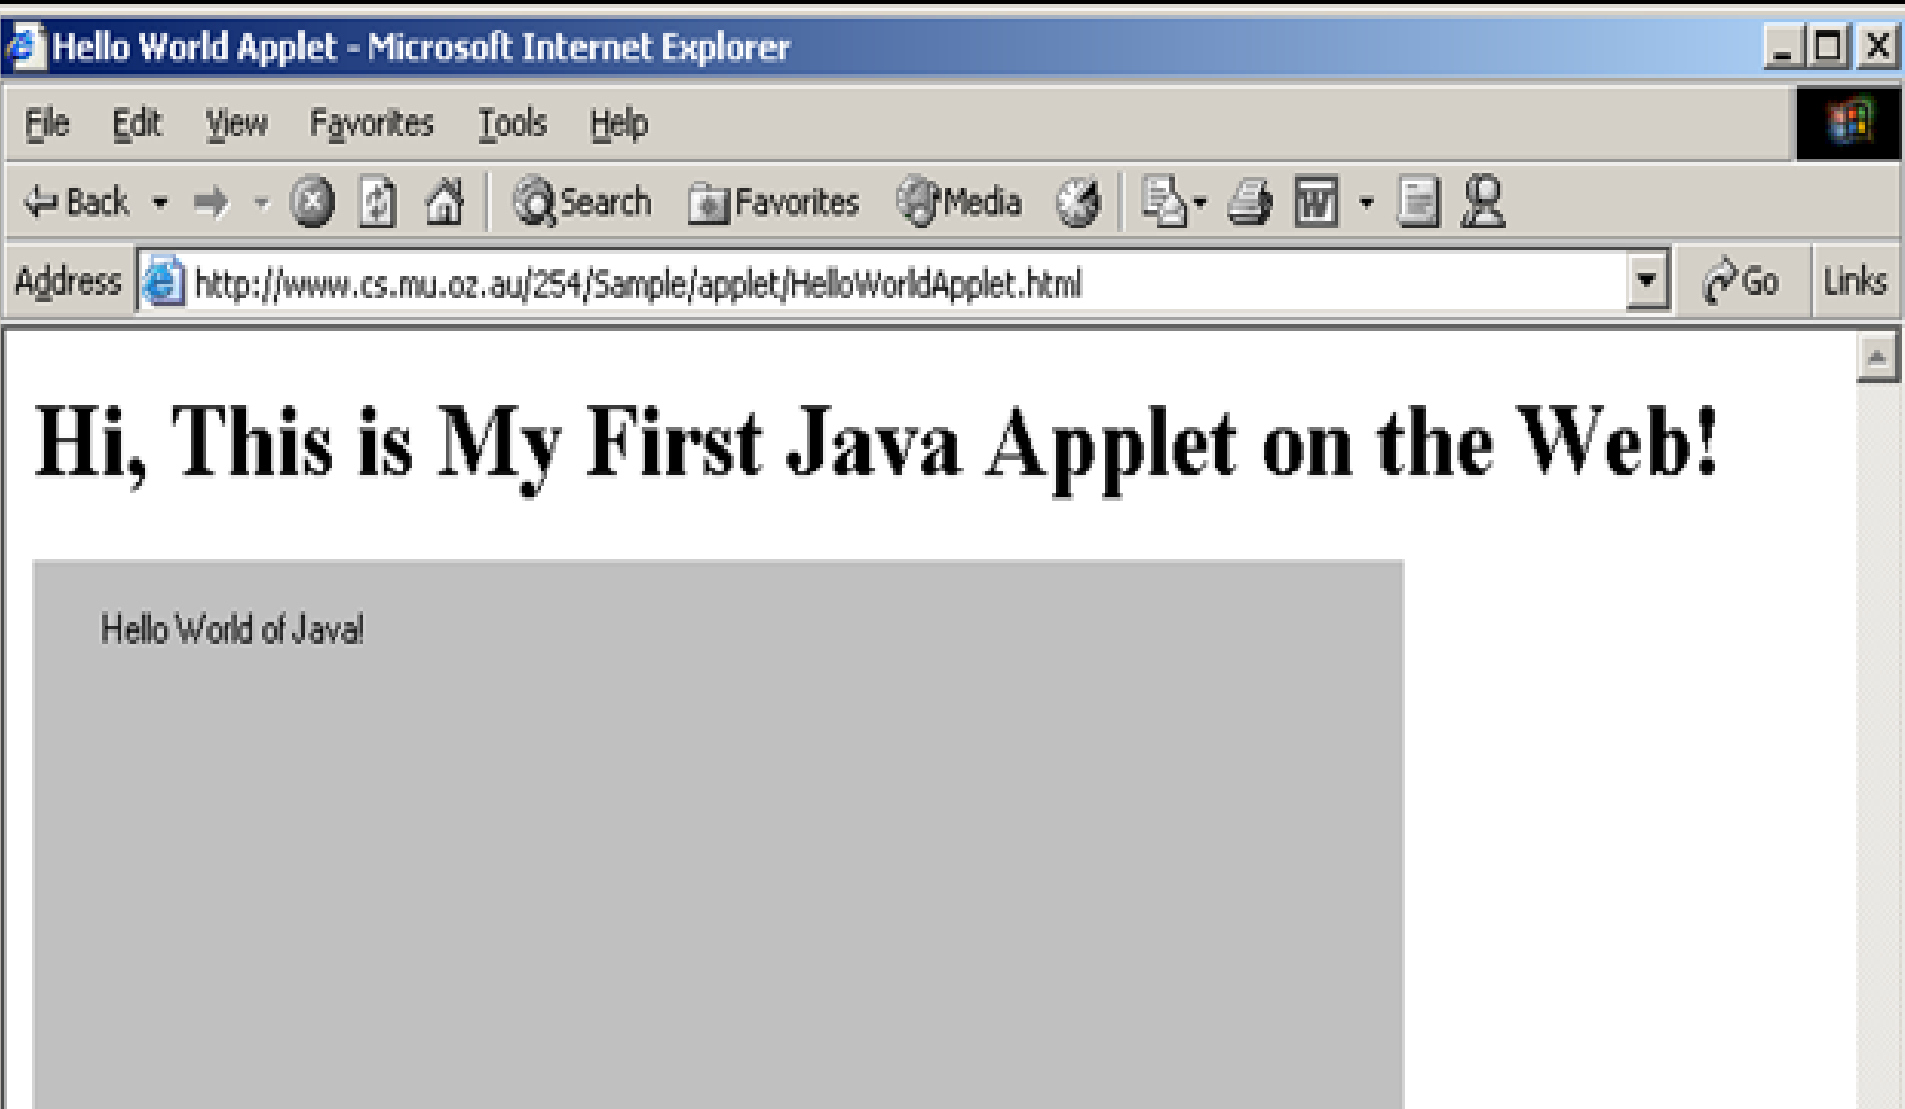 Hello World Applet - Microsoft Internet Explorer
File Edit View Favorites Tools Help
Back Search Favorites Media
Address http://www.cs.mu.oz.au/254/Sample/applet/HelloWorldApplet.html Go Links
Hi, This is My First Java Applet on the Web!
Hello World of Java!